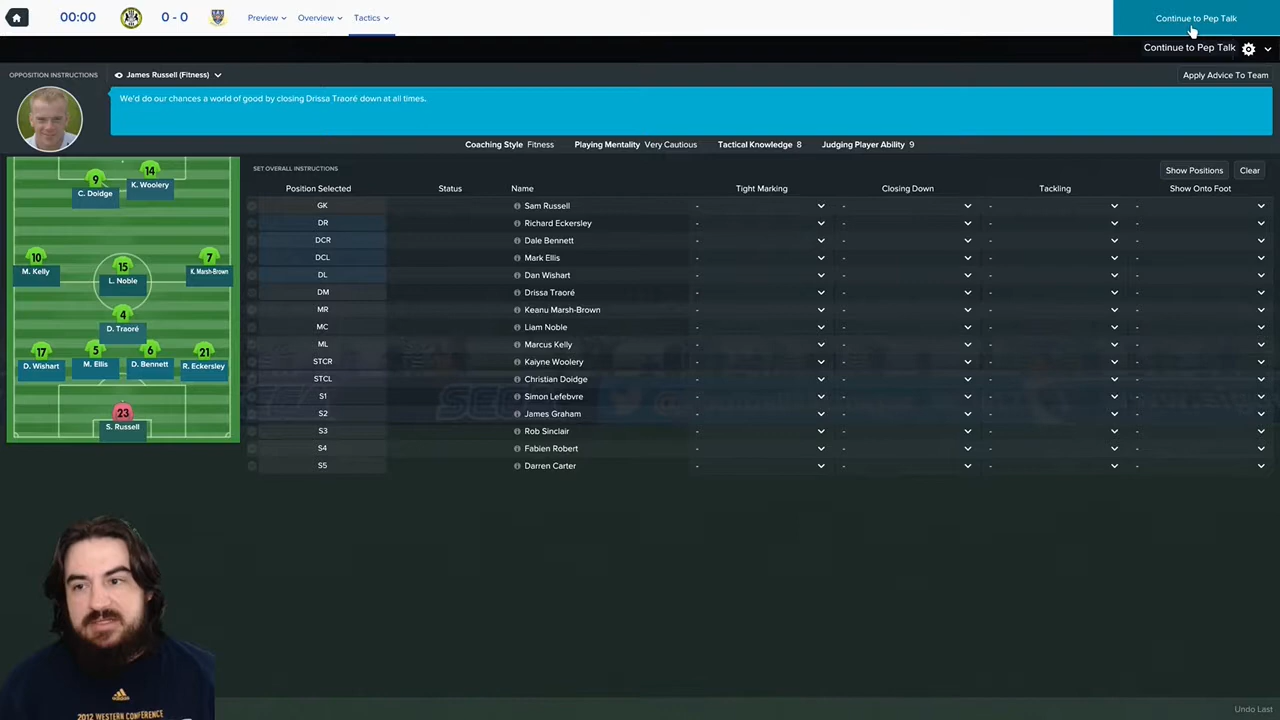 00:00
0 - 0
Preview
Overview
Tactics
Continue to Pep Talk
Continue to Pep Talk
OPPOSITION INSTRUCTIONS
James Russell (Fitness)
Apply Advice To Team
We'd do our chances a world of good by closing Drissa Traoré down at all times.
Coaching Style Fitness
Playing Mentality Very Cautious
Tactical Knowledge 8
Judging Player Ability 9
9
C. Doidge
14
K. Woolery
10
M. Kelly
15
L. Noble
7
K. Marsh-Brown
4
D. Traoré
17
D. Wishart
5
M. Ellis
6
D. Bennett
21
R. Eckersley
23
S. Russell
SET OVERALL INSTRUCTIONS
Show Positions
Clear
Position Selected Status Name Tight Marking Closing Down Tackling Show Onto Foot
GK Sam Russell - - - -
DR Richard Eckersley - - - -
DCR Dale Bennett - - - -
DCL Mark Ellis - - - -
DL Dan Wishart - - - -
DM Drissa Traoré - - - -
MR Keanu Marsh-Brown - - - -
MC Liam Noble - - - -
ML Marcus Kelly - - - -
STCR Kaiyne Woolery - - - -
STCL Christian Doidge - - - -
S1 Simon Lefebvre - - - -
S2 James Graham - - - -
S3 Rob Sinclair - - - -
S4 Fabien Robert - - - -
S5 Darren Carter - - - -
2012 WESTERN CONFERENCE
Undo Last